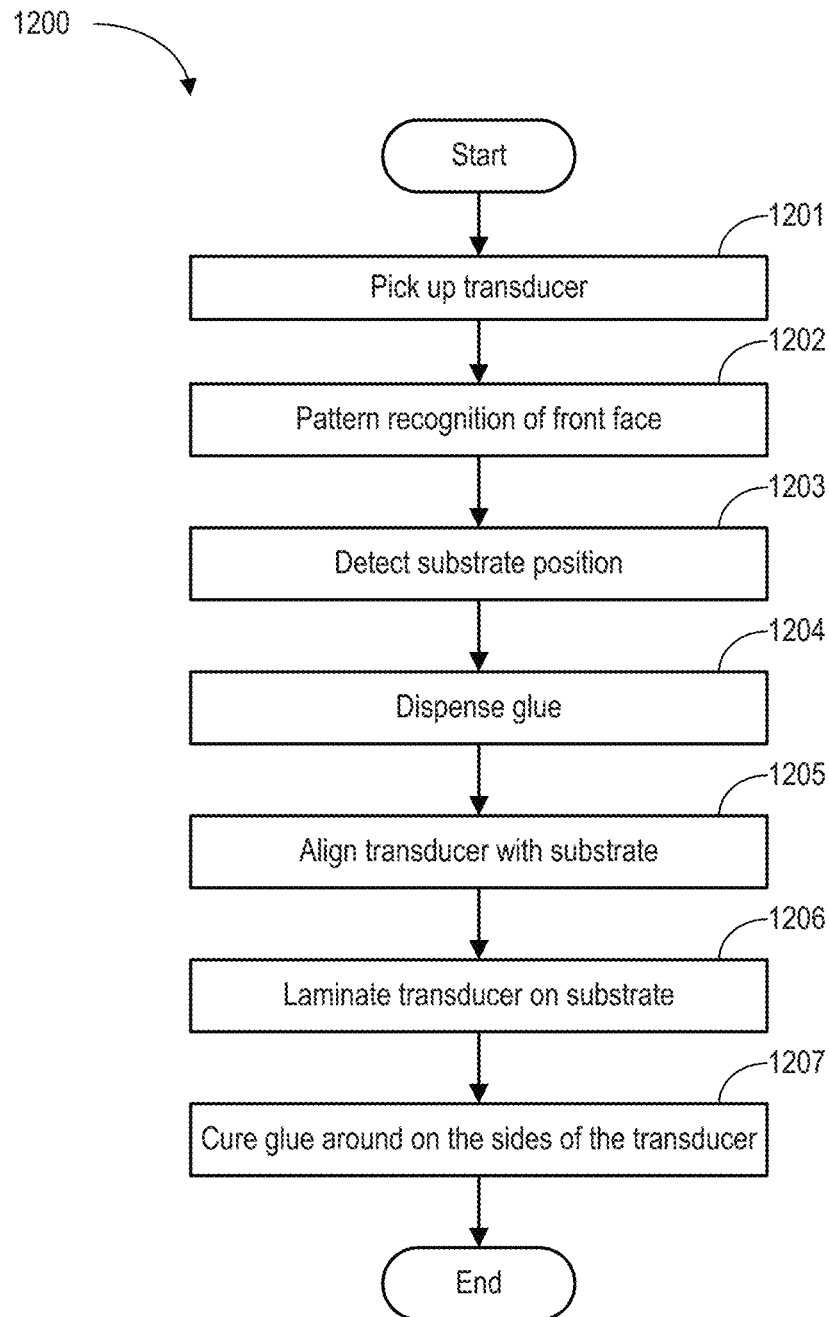 1200
Start
1201
Pick up transducer
1202
Pattern recognition of front face
1203
Detect substrate position
1204
Dispense glue
1205
Align transducer with substrate
1206
Laminate transducer on substrate
1207
Cure glue around on the sides of the transducer
End